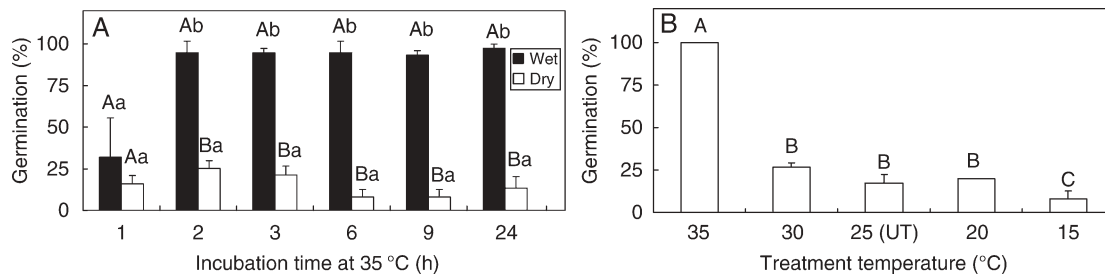 A
Germination (%)
100
75
50
25
0
Aa Aa
Ab Ba
Ab Ba
Ab Ba
Ab Ba
Ab Ba
Wet
Dry
1 2 3 6 9 24
Incubation time at 35 °C (h)
B
Germination (%)
100
75
50
25
0
A B B B C
35 30 25 (UT) 20 15
Treatment temperature (°C)